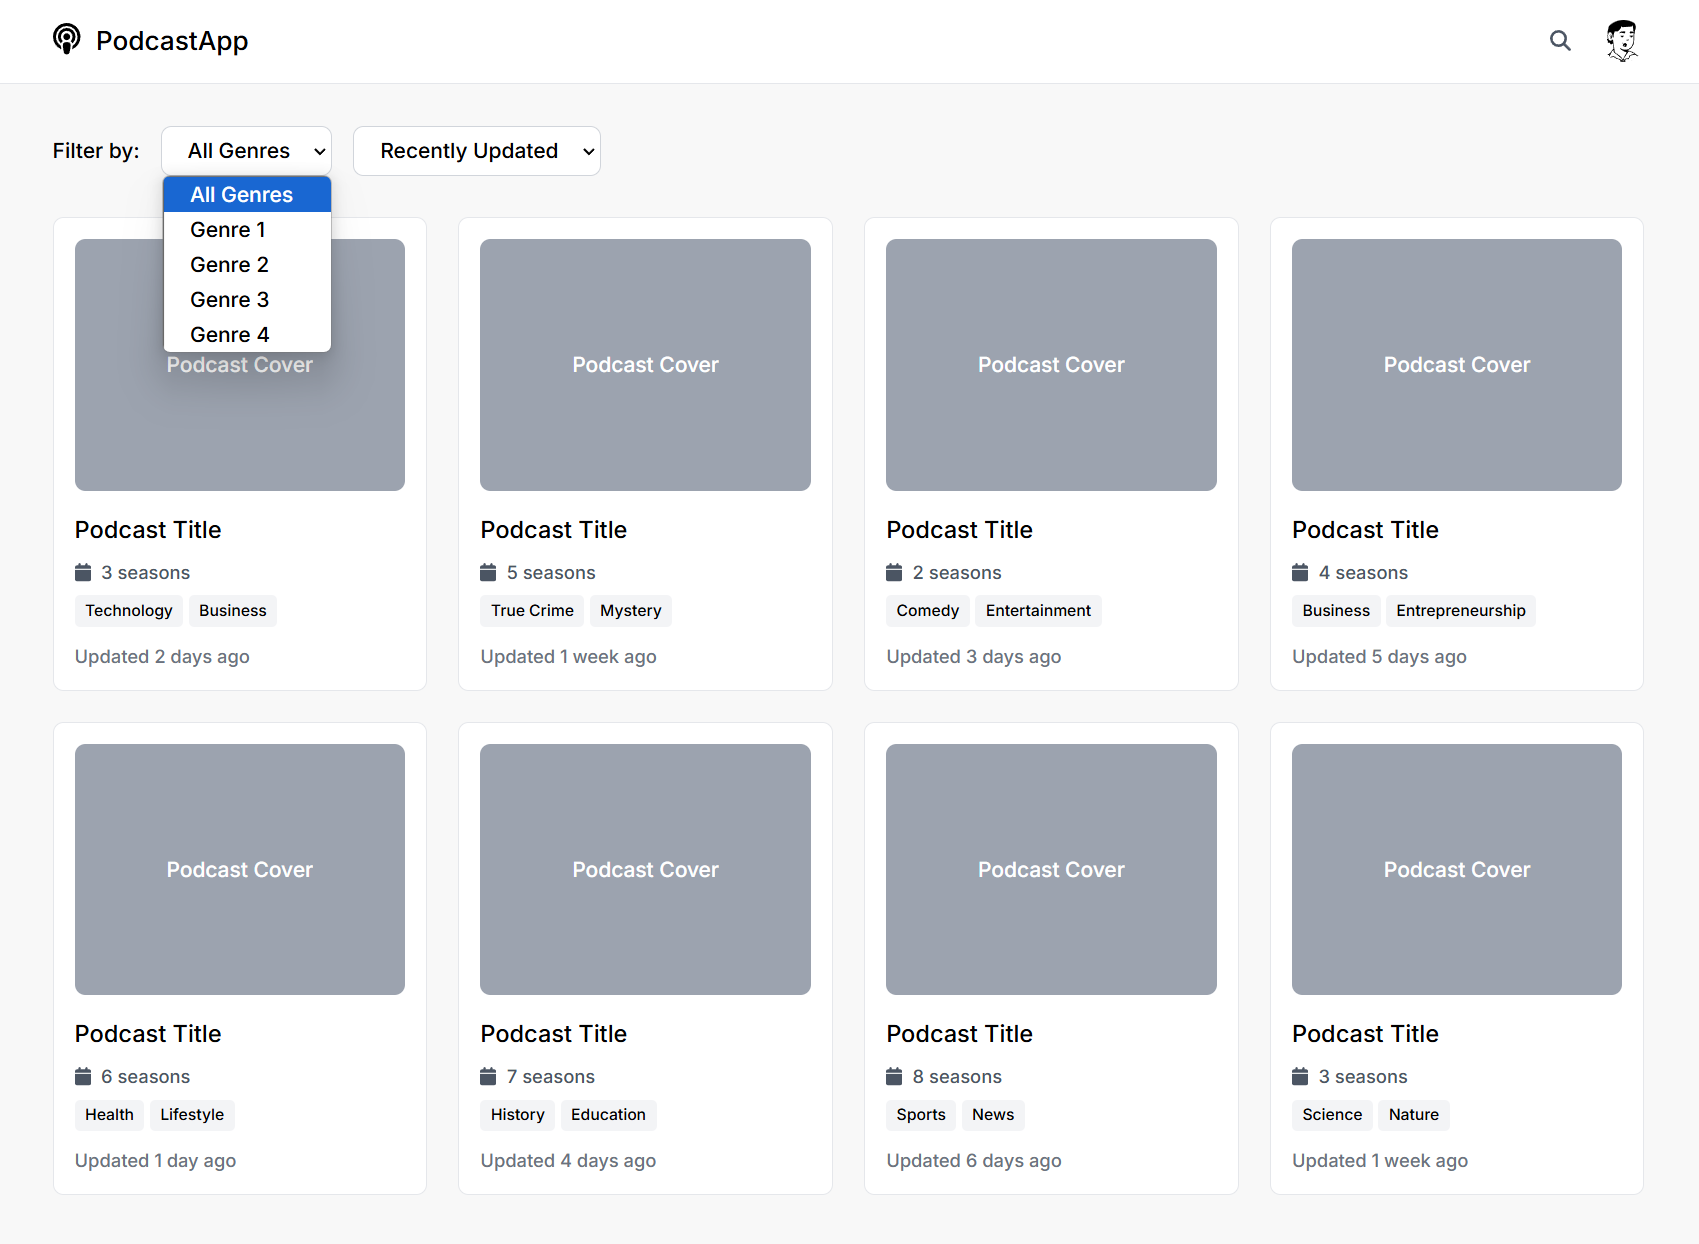 PodcastApp
Filter by: All Genres Recently Updated
All Genres
Genre 1
Genre 2
Genre 3
Genre 4
Podcast Cover Podcast Cover Podcast Cover Podcast Cover
Podcast Title Podcast Title Podcast Title Podcast Title
3 seasons 5 seasons 2 seasons 4 seasons
Technology Business True Crime Mystery Comedy Entertainment Business Entrepreneurship
Updated 2 days ago Updated 1 week ago Updated 3 days ago Updated 5 days ago
Podcast Cover Podcast Cover Podcast Cover Podcast Cover
Podcast Title Podcast Title Podcast Title Podcast Title
6 seasons 7 seasons 8 seasons 3 seasons
Health Lifestyle History Education Sports News Science Nature
Updated 1 day ago Updated 4 days ago Updated 6 days ago Updated 1 week ago